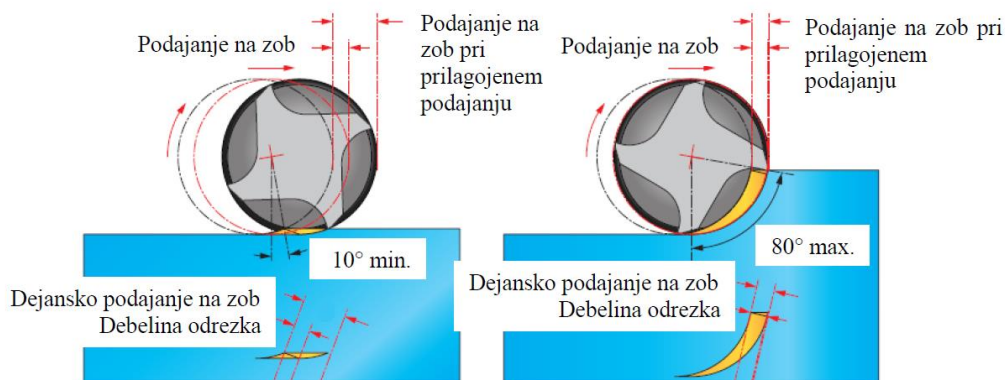 Podajanje na zob
Podajanje na
zob pri
prilagojenem
podajanju
10° min.
Dejansko podajanje na zob
Debelina odrezka
Podajanje na zob
Podajanje na zob pri
prilagojenem
podajanju
80° max.
Dejansko podajanje na zob
Debelina odrezka